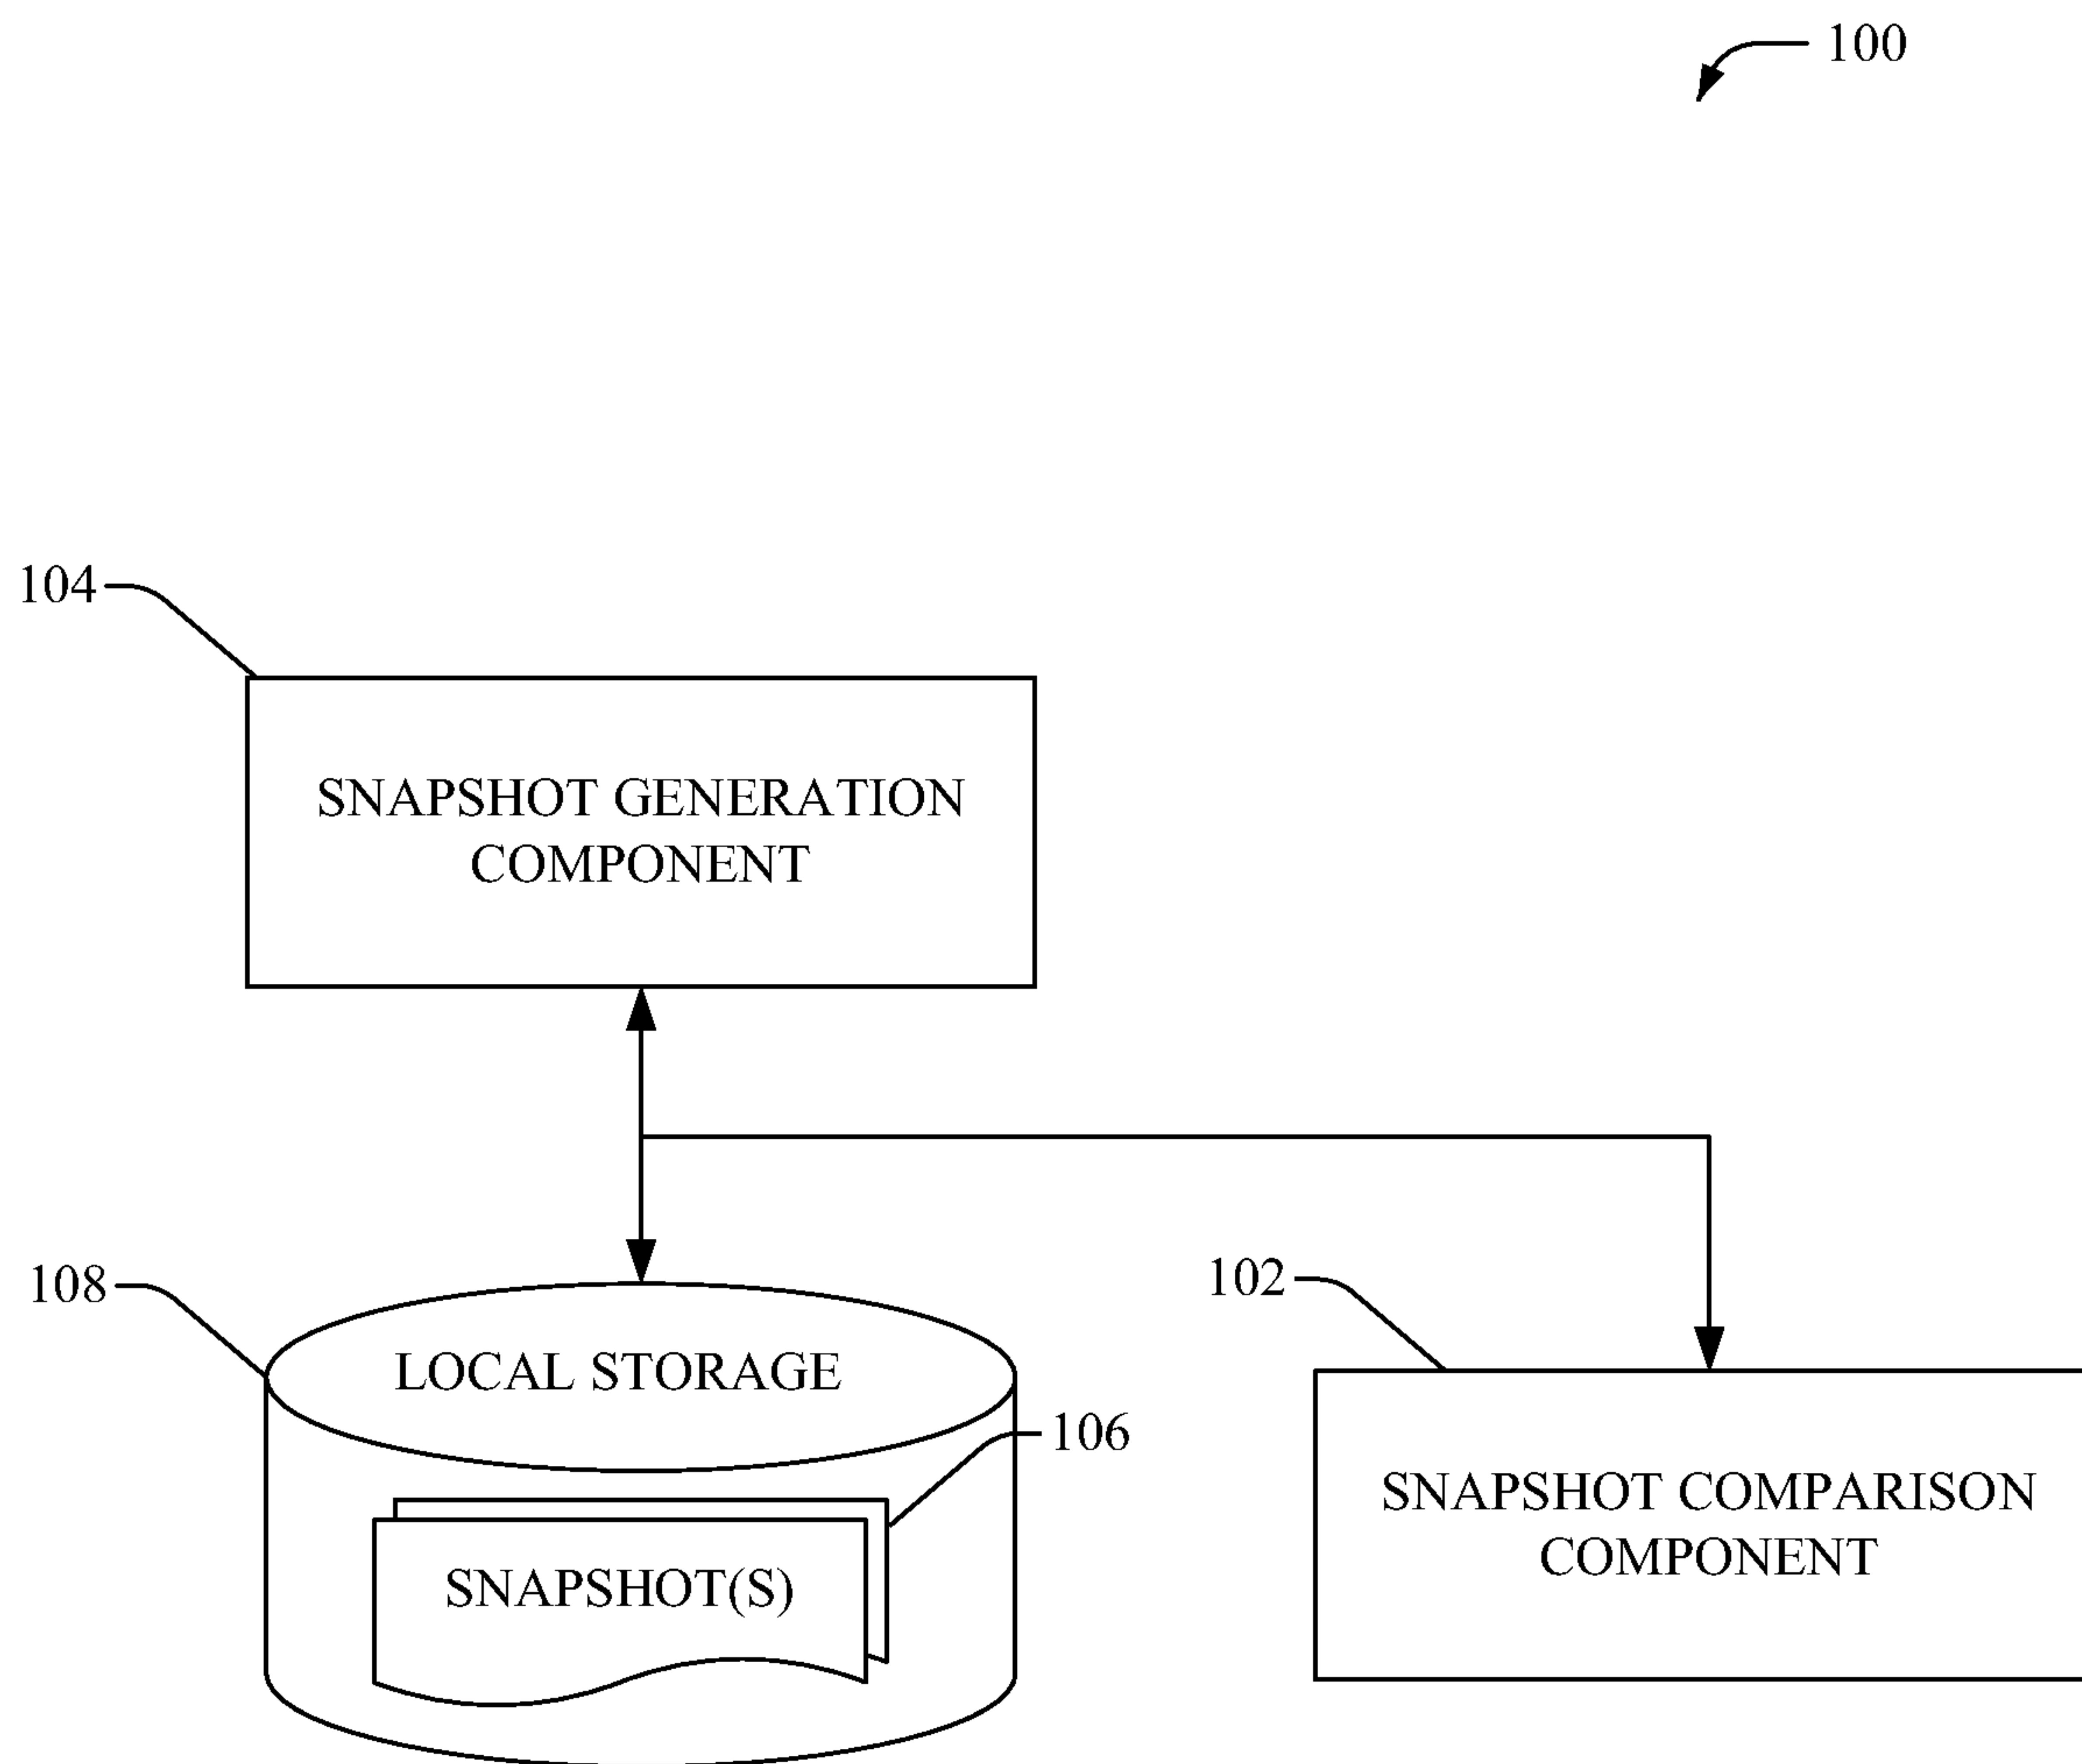 100
104
SNAPSHOT GENERATION
COMPONENT
108
LOCAL STORAGE
102
106
SNAPSHOT(S)
SNAPSHOT COMPARISON
COMPONENT